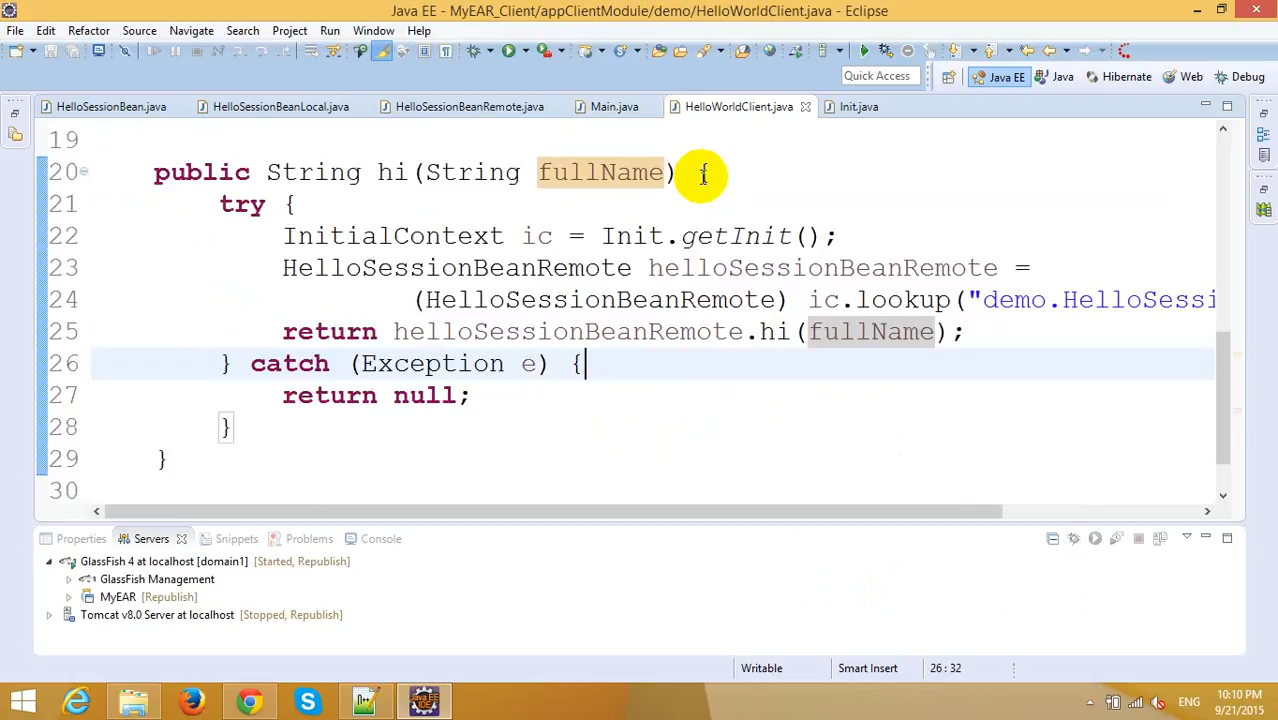 Java EE - MyEAR_Client/appClientModule/demo/HelloWorldClient.java - Eclipse
File Edit Refactor Source Navigate Search Project Run Window Help
Quick Access Java EE Java Hibernate Web Debug
HelloSessionBean.java HelloSessionBeanLocal.java HelloSessionBeanRemote.java Main.java HelloWorldClient.java Init.java
19
20 public String hi(String fullName) {
21 try {
22 InitialContext ic = Init.getInit();
23 HelloSessionBeanRemote helloSessionBeanRemote =
24 (HelloSessionBeanRemote) ic.lookup("demo.HelloSessi
25 return helloSessionBeanRemote.hi(fullName);
26 } catch (Exception e) {
27 return null;
28 }
29 }
30
Properties Servers Snippets Problems Console
GlassFish 4 at localhost [domain1] [Started, Republish]
GlassFish Management
MyEAR [Republish]
Tomcat v8.0 Server at localhost [Stopped, Republish]
Writable Smart Insert 26 : 32
Java EE
IDE
ENG
10:10 PM
9/21/2015